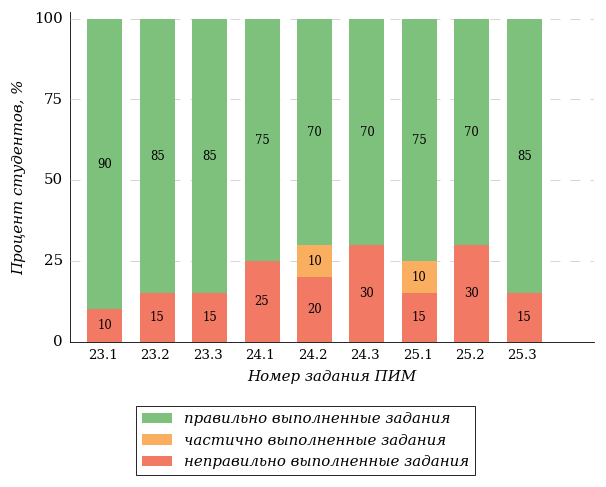 Процент студентов, %
100
75
50
25
0
90 85 85 75 70 70 75 70 85
10 10
10 15 15 25 20 30 15 30 15
23.1 23.2 23.3 24.1 24.2 24.3 25.1 25.2 25.3
Номер задания ПИМ
правильно выполненные задания
частично выполненные задания
неправильно выполненные задания